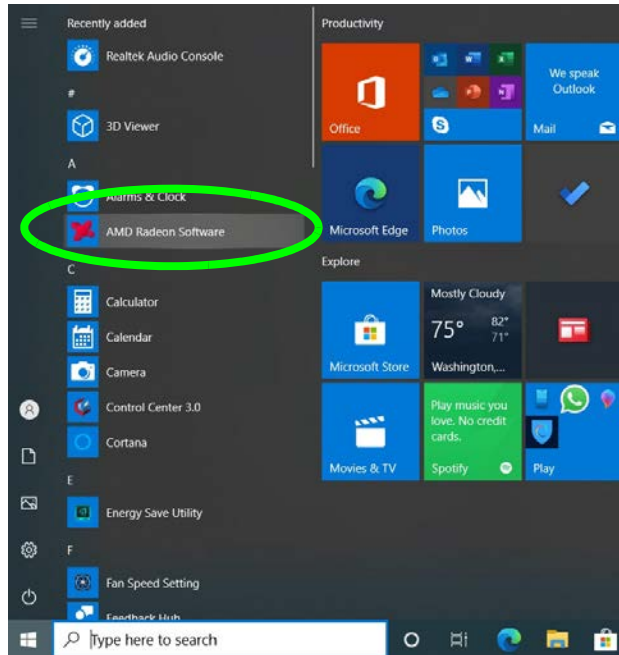 Recently added
Realtek Audio Console
#
3D Viewer
A
Alarms & Clock
AMD Radeon Software
C
Calculator
Calendar
Camera
Control Center 3.0
Cortana
E
Energy Save Utility
F
Fan Speed Setting
Feedback Hub
Type here to search
Productivity
Office
We speak
Outlook
Mail
Microsoft Edge
Photos
Explore
Microsoft Store
Mostly Cloudy
75° 82°
71°
Washington,...
Movies & TV
Play music you
love. No credit
cards.
Spotify
Play